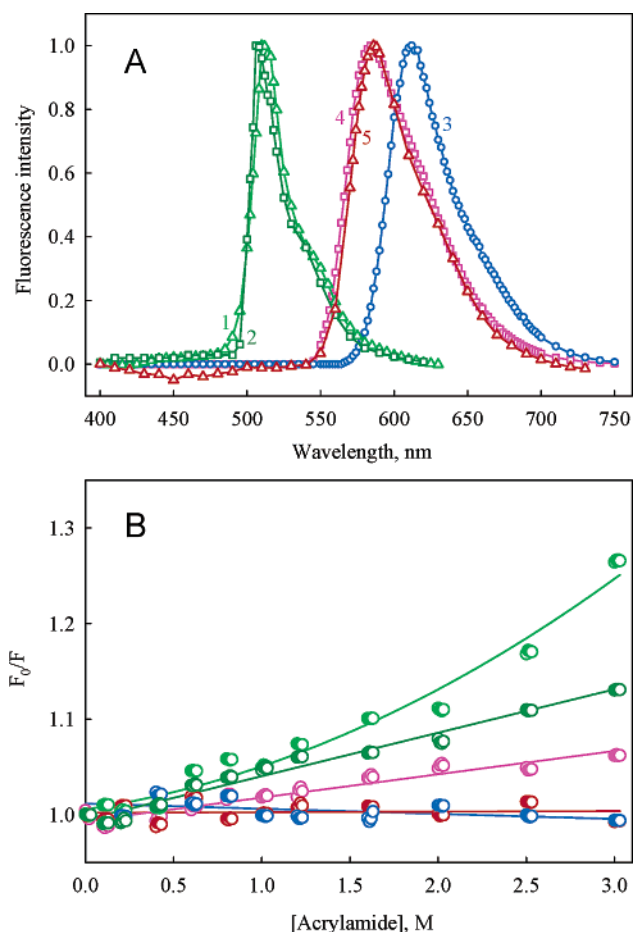 A
Fluorescence intensity
1.0
0.8
0.6
0.4
0.2
0.0
1
2
4
5
3
400 450 500 550 600 650 700 750
Wavelength, nm
B
F0/F
1.3
1.2
1.1
1.0
0.0 0.5 1.0 1.5 2.0 2.5 3.0
[Acrylamide], M